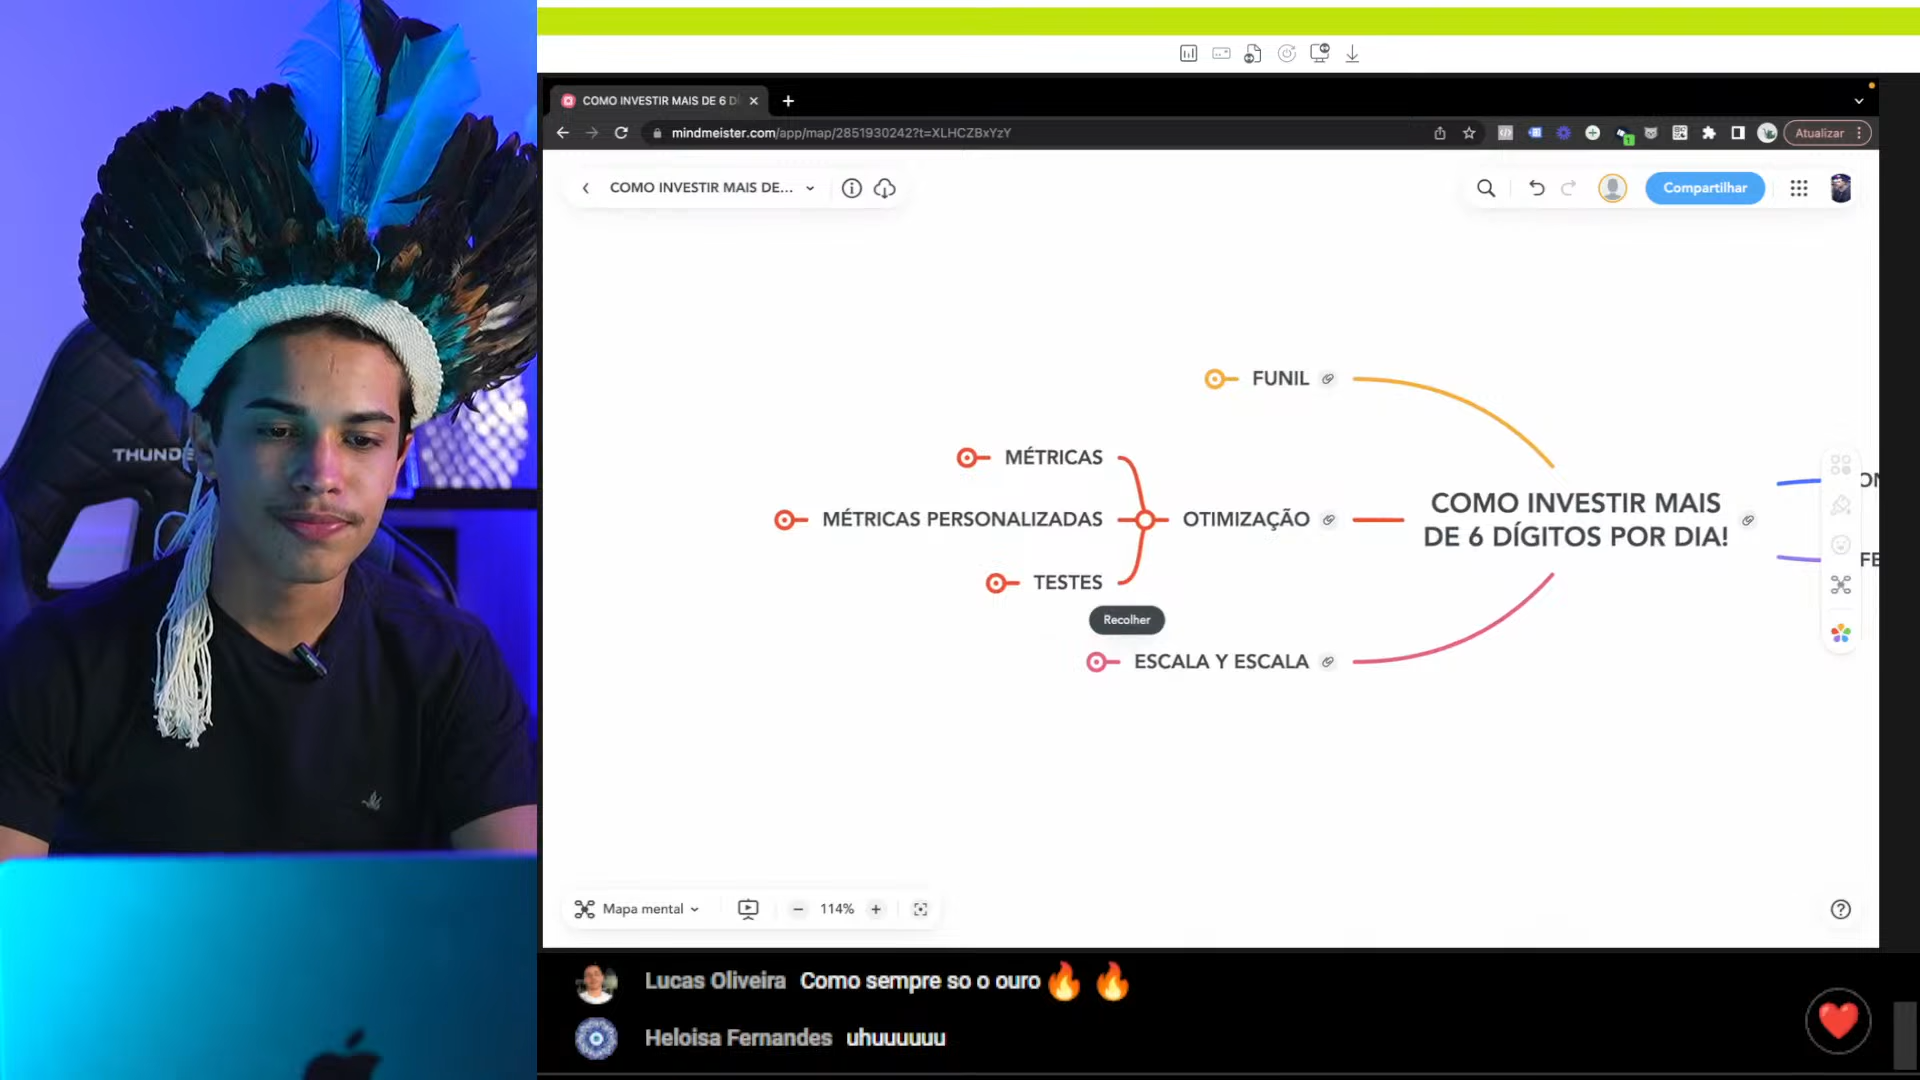 COMO INVESTIR MAIS DE 6 D
mindmeister.com/app/map/2851930242?t=XLHCZBxYzY
Atualizar
COMO INVESTIR MAIS DE...
Compartilhar
FUNIL
MÉTRICAS
MÉTRICAS PERSONALIZADAS
OTIMIZAÇÃO
TESTES
COMO INVESTIR MAIS
DE 6 DÍGITOS POR DIA!
Recolher
ESCALA Y ESCALA
FE
THUNDE
Mapa mental
114%
Lucas Oliveira Como sempre so o ouro
Heloisa Fernandes uhuuuuuu